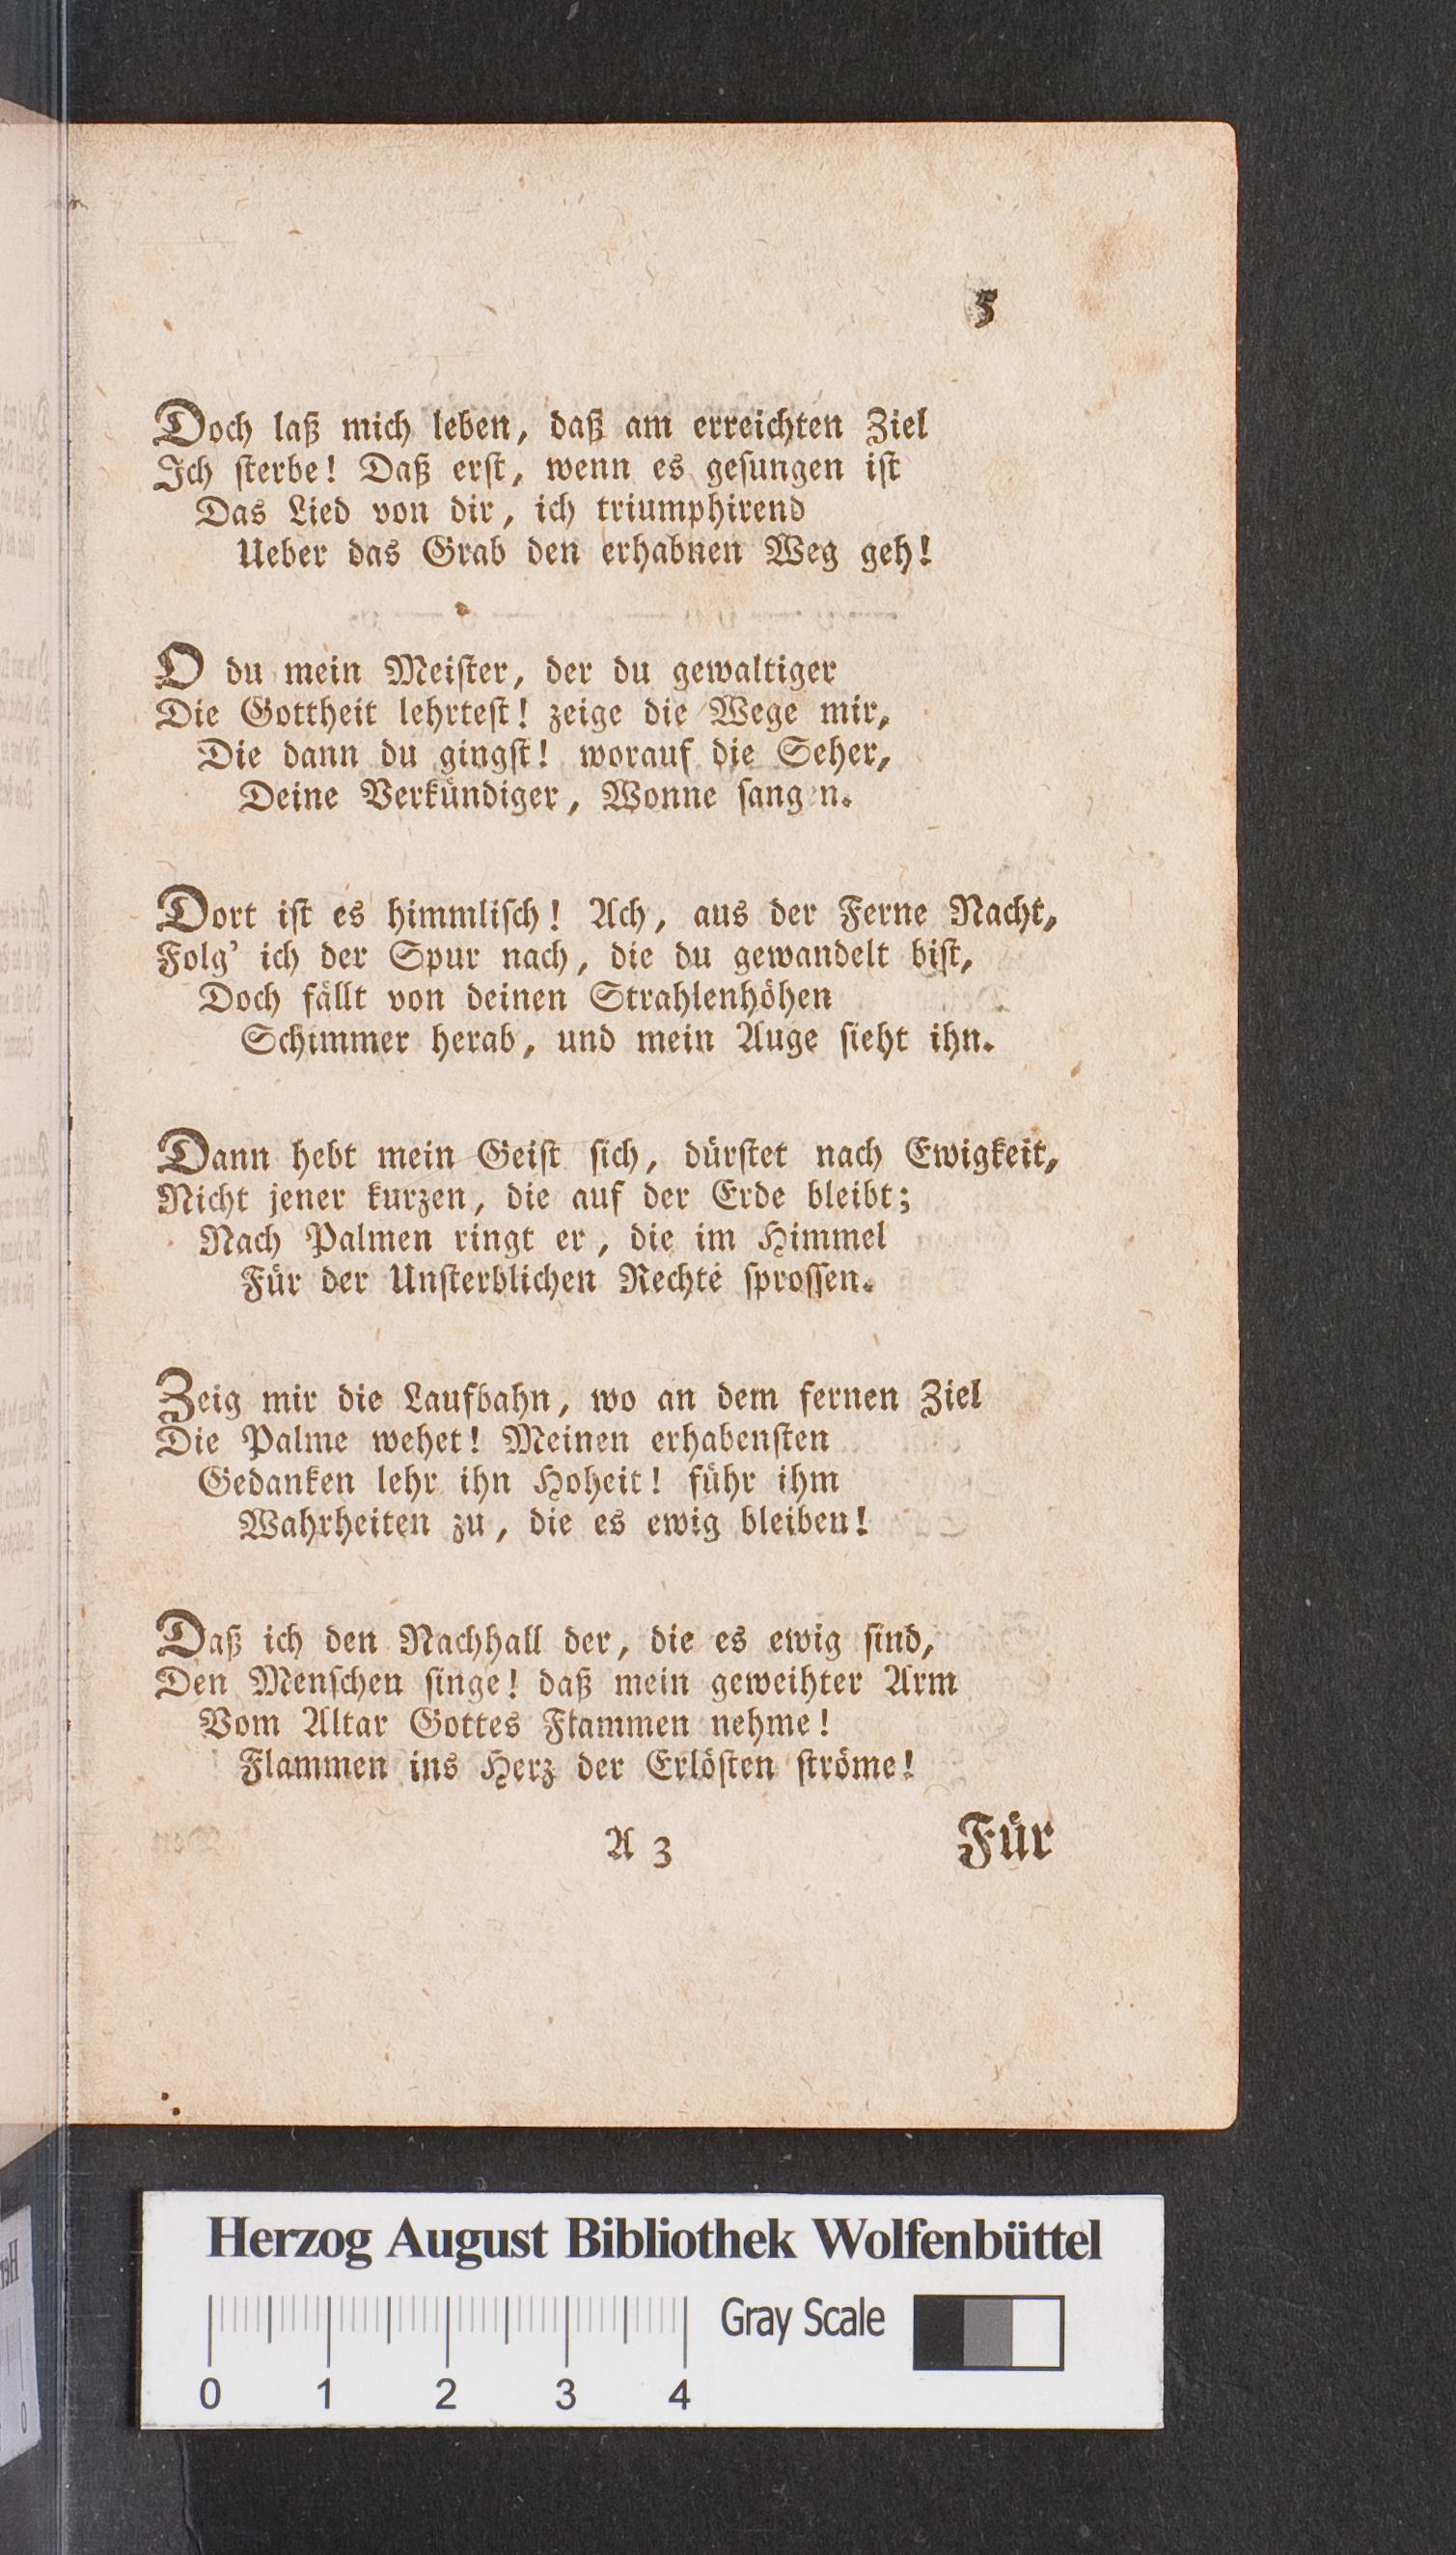 5
Doch laß mich leben, daß am erreichten Ziel
Ich ſterbe! Daß erſt, wenn es geſungen iſt
Das Lied von dir, ich triumphirend
Ueber das Grab den erhabnen Weg geh!
O du mein Meiſter, der du gewaltiger
Die Gottheit lehrteſt! zeige die Wege mir,
Die dann du gingſt! worauf die Seher,
Deine Verkündiger, Wonne ſang n.
Dort iſt es himmliſch! Ach, aus der Ferne Nacht,
Folg' ich der Spur nach, die du gewandelt biſt,
Doch fällt von deinen Strahlenhöhen
Schimmer herab, und mein Auge ſieht ihn.
Dann hebt mein Geiſt ſich, dürſtet nach Ewigkeit,
Nicht jener kurzen, die auf der Erde bleibt;
Nach Palmen ringt er, die im Himmel
Für der Unſterblichen Rechte ſproſſen.
Zeig mir die Laufbahn, wo an dem fernen Ziel
Die Palme wehet! Meinen erhabenſten
Gedanken lehr ihn Hoheit! führ ihm
Wahrheiten zu, die es ewig bleiben!
Daß ich den Nachhall der, die es ewig ſind,
Den Menſchen ſinge! daß mein geweihter Arm
Vom Altar Gottes Flammen nehme!
Flammen ins Herz der Erlöſten ſtröme!
A 3 Für
Herzog August Bibliothek Wolfenbüttel
Gray Scale
0 1 2 3 4